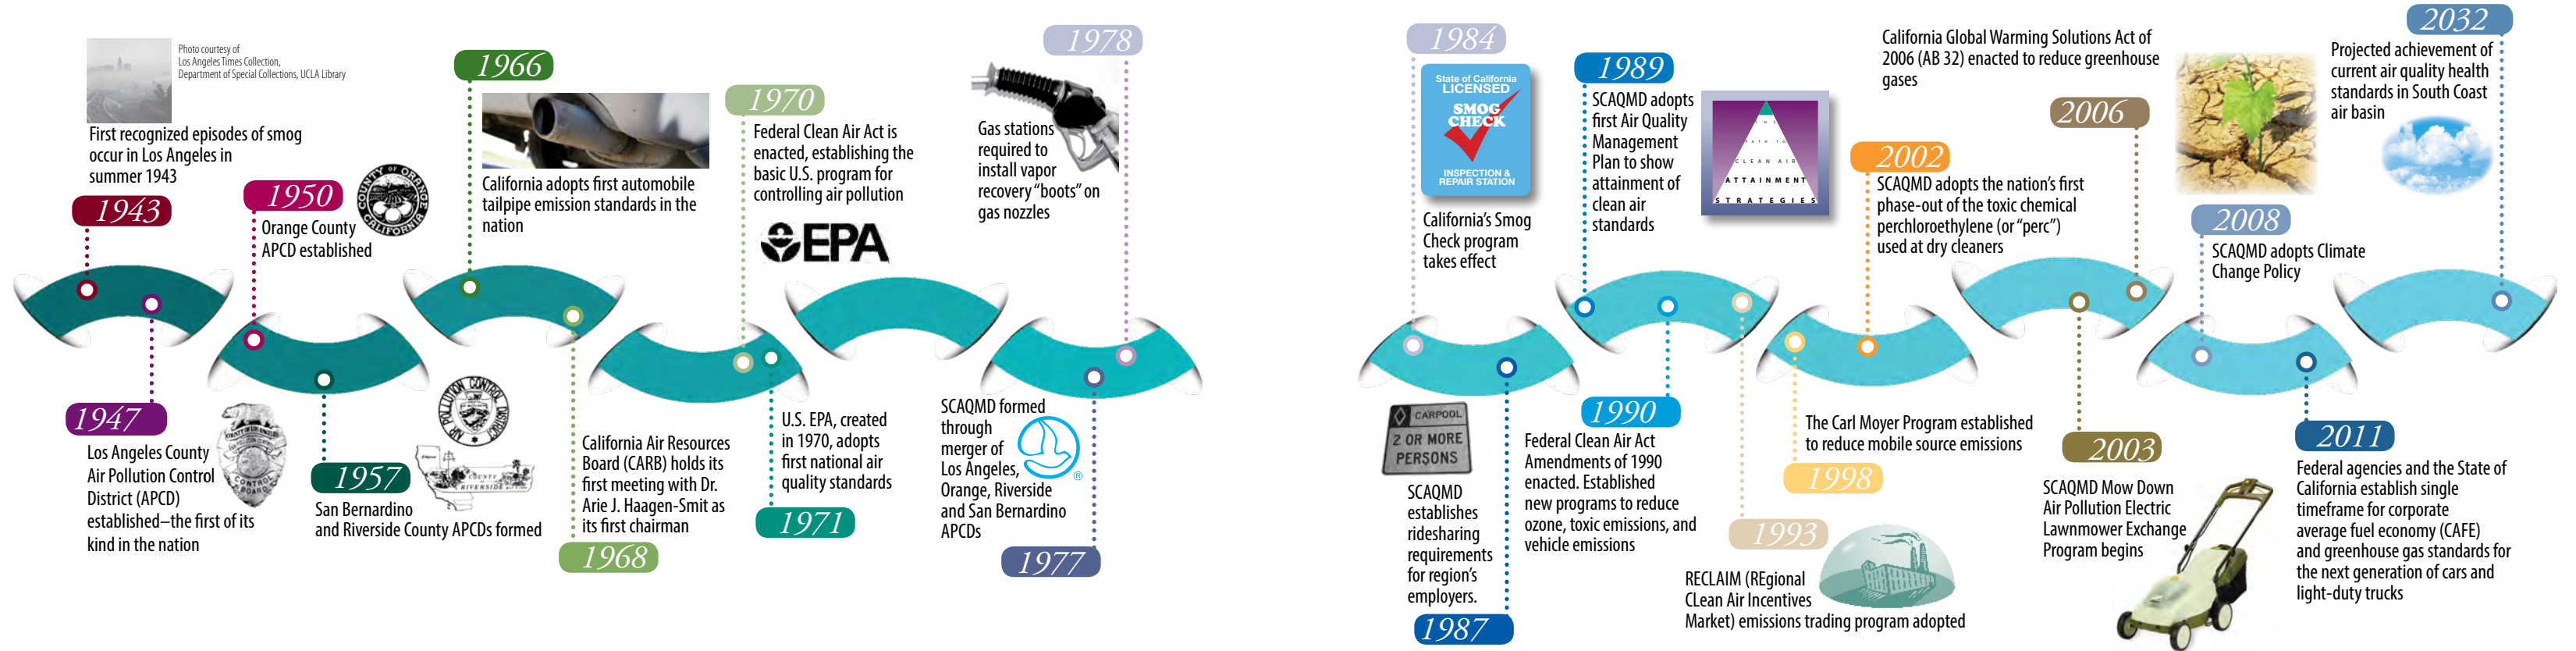 Photo courtesy of
Los Angeles Times Collection,
Department of Special Collections, UCLA Library
First recognized episodes of smog
occur in Los Angeles in
summer 1943
1943
1947
Los Angeles County
Air Pollution Control
District (APCD)
established–the first of its
kind in the nation
CONTROL
BOARD
1950
Orange County
APCD established
COUNTY OF ORANGE
CALIFORNIA
1957
San Bernardino
and Riverside County APCDs formed
AIR POLLUTION CONTROL DISTRICT
COUNTY
RIVERSIDE
1966
California adopts first automobile
tailpipe emission standards in the
nation
California Air Resources
Board (CARB) holds its
first meeting with Dr.
Arie J. Haagen-Smit as
its first chairman
1968
1970
Federal Clean Air Act is
enacted, establishing the
basic U.S. program for
controlling air pollution
EPA
U.S. EPA, created
in 1970, adopts
first national air
quality standards
1971
SCAQMD formed
through
merger of
Los Angeles,
Orange, Riverside
and San Bernardino
APCDs
®
1977
1978
Gas stations
required to
install vapor
recovery “boots” on
gas nozzles
1984
State of California
LICENSED
SMOG
CHECK
INSPECTION &
REPAIR STATION
California’s Smog
Check program
takes effect
CARPOOL
2 OR MORE
PERSONS
SCAQMD
establishes
ridesharing
requirements
for region’s
employers.
1987
1989
SCAQMD adopts
first Air Quality
Management
Plan to show
attainment of
clean air
standards
THE
PATH TO
CLEAN AIR
ATTAINMENT
STRATEGIES
1990
Federal Clean Air Act
Amendments of 1990
enacted. Established
new programs to reduce
ozone, toxic emissions, and
vehicle emissions
1993
RECLAIM (REgional
CLean Air Incentives
Market) emissions trading program adopted
The Carl Moyer Program established
to reduce mobile source emissions
1998
2002
SCAQMD adopts the nation’s first
phase-out of the toxic chemical
perchloroethylene (or “perc”)
used at dry cleaners
2003
SCAQMD Mow Down
Air Pollution Electric
Lawnmower Exchange
Program begins
California Global Warming Solutions Act of
2006 (AB 32) enacted to reduce greenhouse
gases
2006
2008
SCAQMD adopts Climate
Change Policy
2011
Federal agencies and the State of
California establish single
timeframe for corporate
average fuel economy (CAFE)
and greenhouse gas standards for
the next generation of cars and
light-duty trucks
2032
Projected achievement of
current air quality health
standards in South Coast
air basin